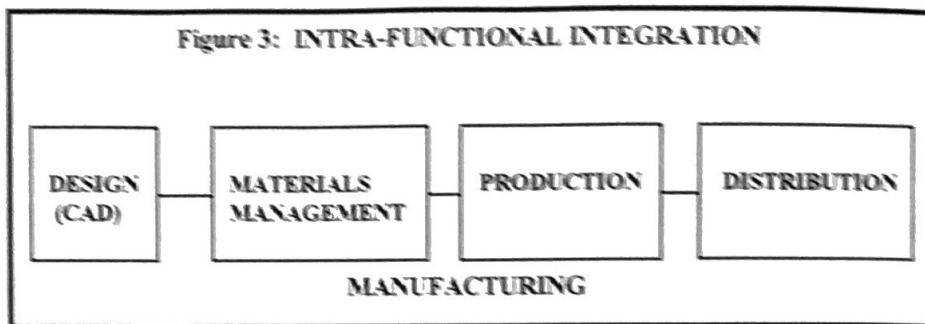 Figure 3: INTRA-FUNCTIONAL INTEGRATION
DESIGN
(CAD)
MATERIALS
MANAGEMENT
PRODUCTION
DISTRIBUTION
MANUFACTURING